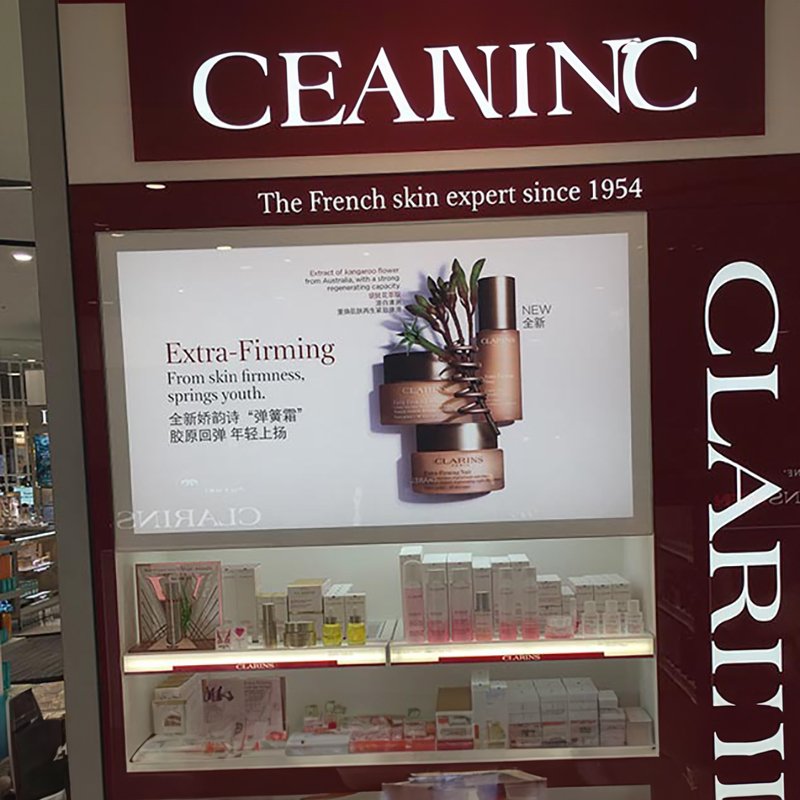 CEANINC
The French skin expert since 1954
Extract of kangaroo flower
from Australia, with a strong
regenerating capacity
NEW
全新
Extra-Firming
From skin firmness,
springs youth.
全新娇韵诗“弹簧霜”
胶原回弹 年轻上扬
CLARINS
CLARINS
CLARINS
CLARINS
CLARINS